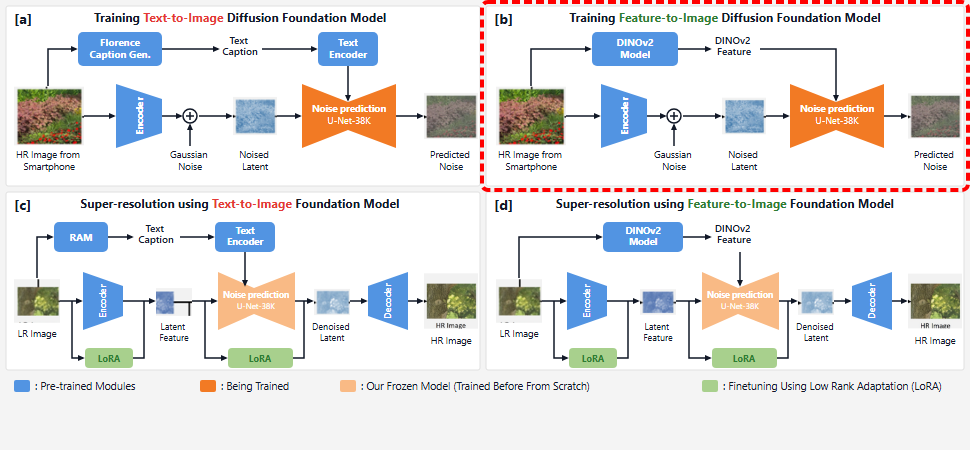 [a] Training Text-to-Image Diffusion Foundation Model
Florence
Caption Gen.
Text
Caption
Text
Encoder
Encoder
Noise prediction
U-Net-38K
HR Image from
Smartphone
Gaussian
Noise
Noised
Latent
Predicted
Noise
[b] Training Feature-to-Image Diffusion Foundation Model
DINOv2
Model
DINOv2
Feature
Encoder
Noise prediction
U-Net-38K
HR Image from
Smartphone
Gaussian
Noise
Noised
Latent
Predicted
Noise
[c] Super-resolution using Text-to-Image Foundation Model
RAM
Text
Caption
Text
Encoder
Encoder
Noise prediction
U-Net-38K
Decoder
LR Image
Latent
Feature
Denoised
Latent
HR Image
HR Image
LoRA
LoRA
[d] Super-resolution using Feature-to-Image Foundation Model
DINOv2
Model
DINOv2
Feature
Encoder
Noise prediction
U-Net-38K
Decoder
LR Image
Latent
Feature
Denoised
Latent
HR Image
HR Image
LoRA
LoRA
: Pre-trained Modules
: Being Trained
: Our Frozen Model (Trained Before From Scratch)
: Finetuning Using Low Rank Adaptation (LoRA)